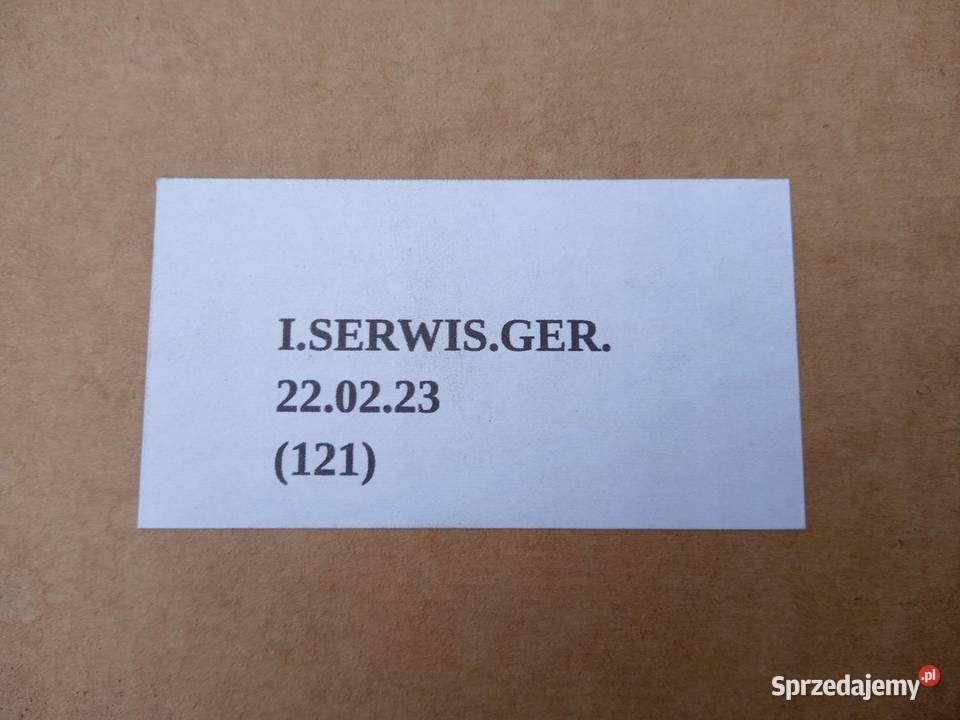 I.SERWIS.GER.
22.02.23
(121)
Sprzedajemy.pl